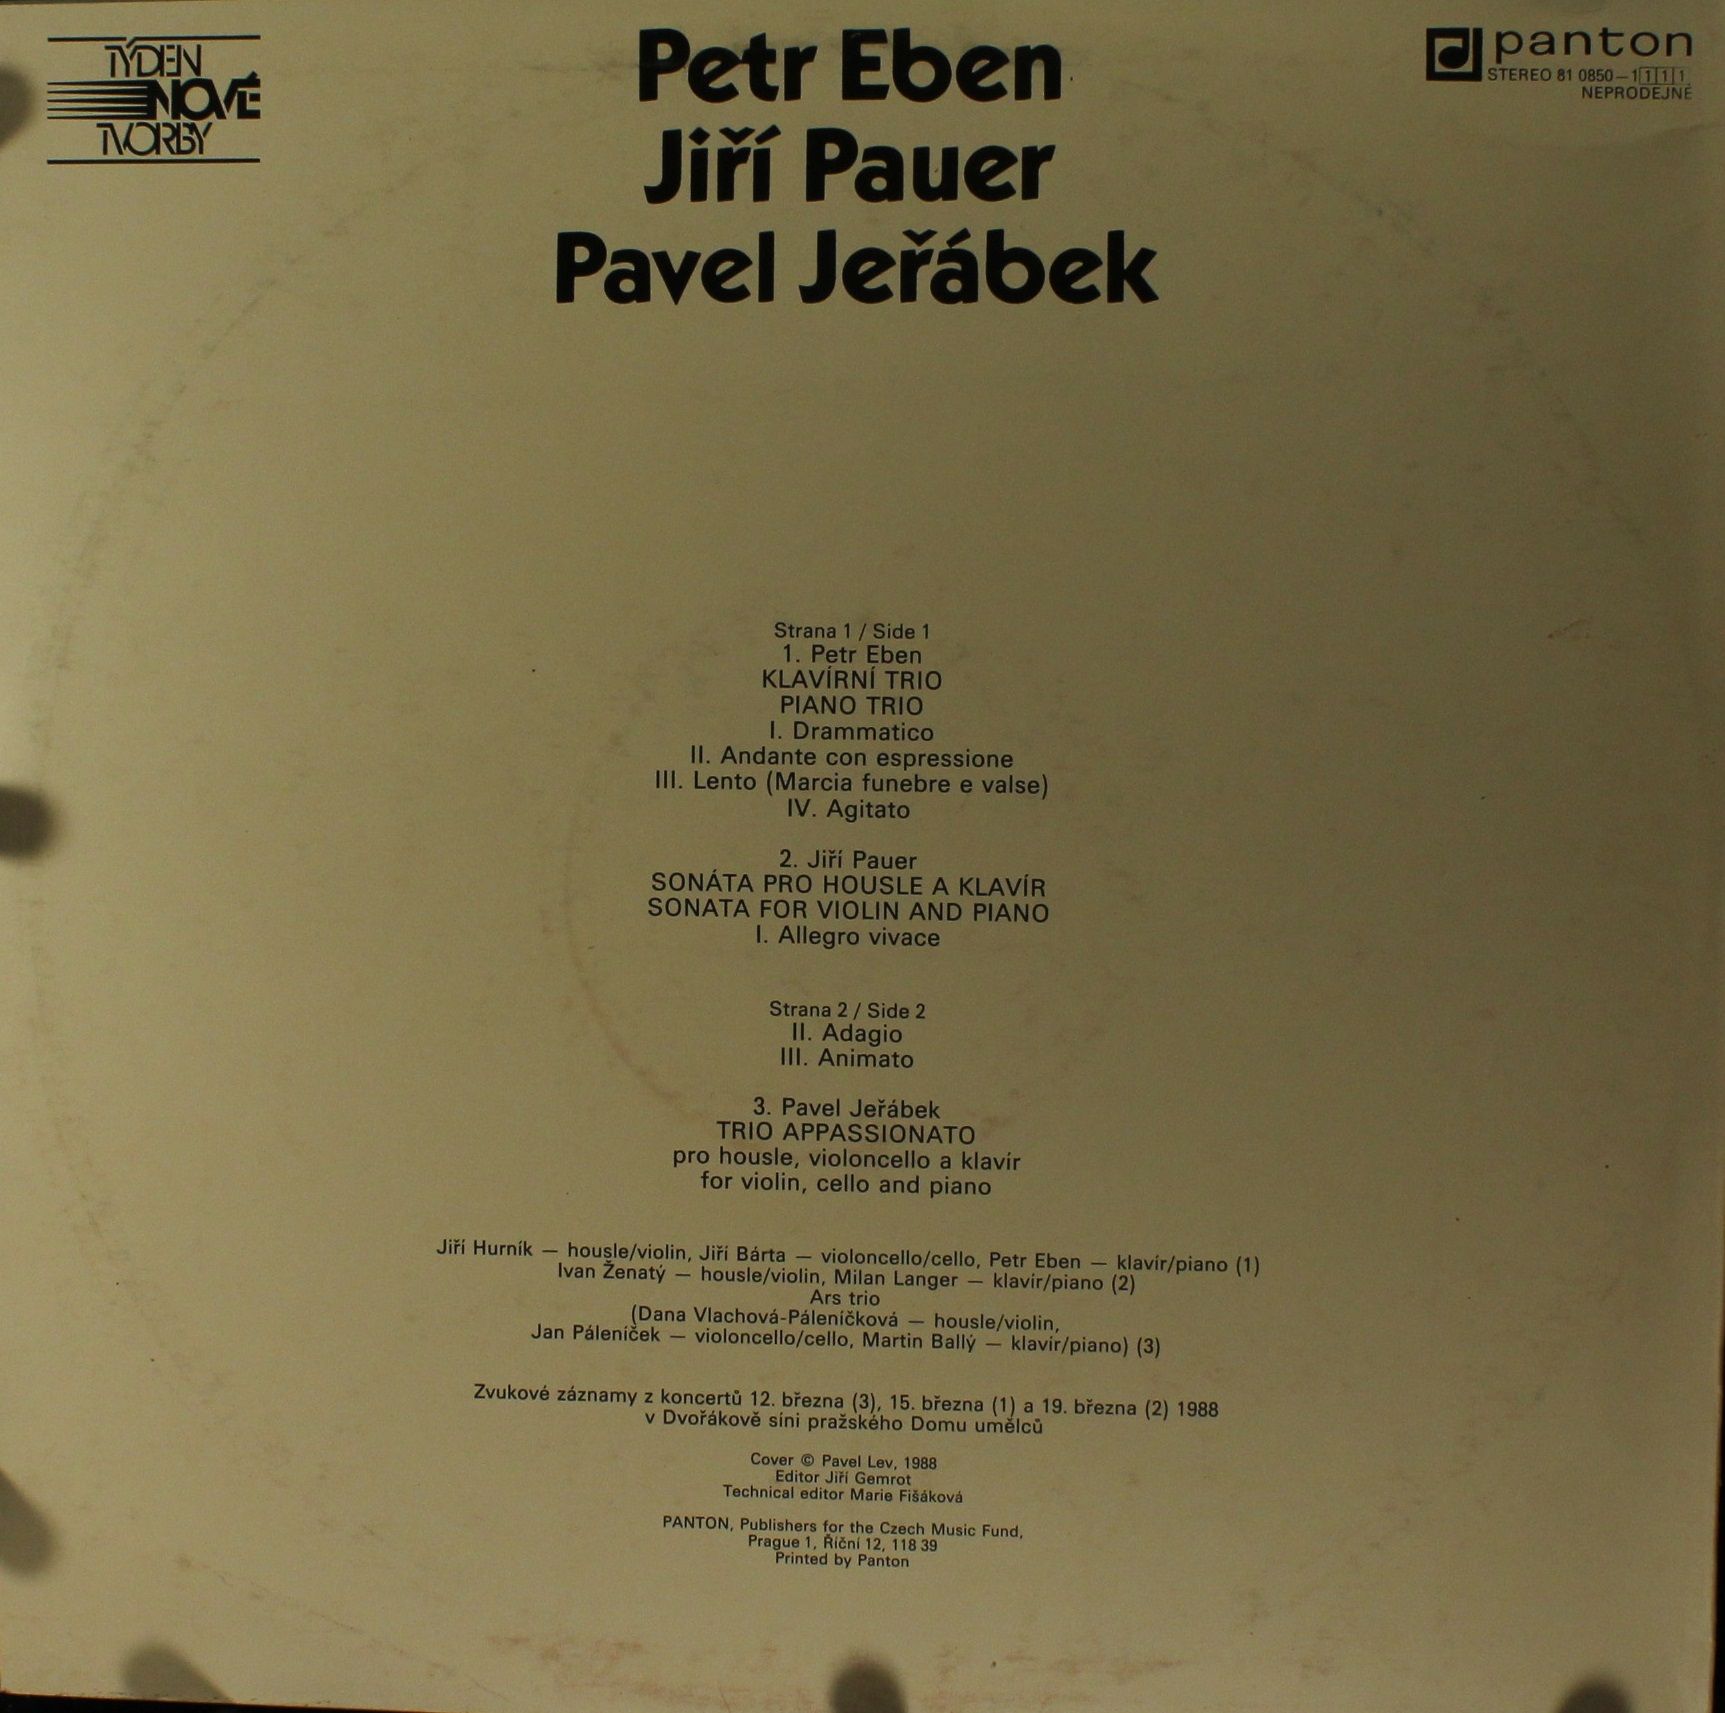 TÝDEN
NOVÉ
TVORBY
Petr Eben
Jiří Pauer
Pavel Jeřábek
panton
STEREO 81 0850–1 1 1 1
NEPRODEJNÉ
Strana 1 / Side 1
1. Petr Eben
KLAVÍRNÍ TRIO
PIANO TRIO
I. Drammatico
II. Andante con espressione
III. Lento (Marcia funebre e valse)
IV. Agitato
2. Jiří Pauer
SONÁTA PRO HOUSLE A KLAVÍR
SONATA FOR VIOLIN AND PIANO
I. Allegro vivace
Strana 2 / Side 2
II. Adagio
III. Animato
3. Pavel Jeřábek
TRIO APPASSIONATO
pro housle, violoncello a klavír
for violin, cello and piano
Jiří Hurník — housle/violin, Jiří Bárta — violoncello/cello, Petr Eben — klavír/piano (1)
Ivan Ženatý — housle/violin, Milan Langer — klavír/piano (2)
Ars trio
(Dana Vlachová-Páleníčková — housle/violin,
Jan Páleníček — violoncello/cello, Martin Ballý — klavír/piano) (3)
Zvukové záznamy z koncertů 12. března (3), 15. března (1) a 19. března (2) 1988
v Dvořákově síni pražského Domu umělců
Cover © Pavel Lev, 1988
Editor Jiří Gemrot
Technical editor Marie Fišáková
PANTON, Publishers for the Czech Music Fund,
Prague 1, Říční 12, 118 39
Printed by Panton